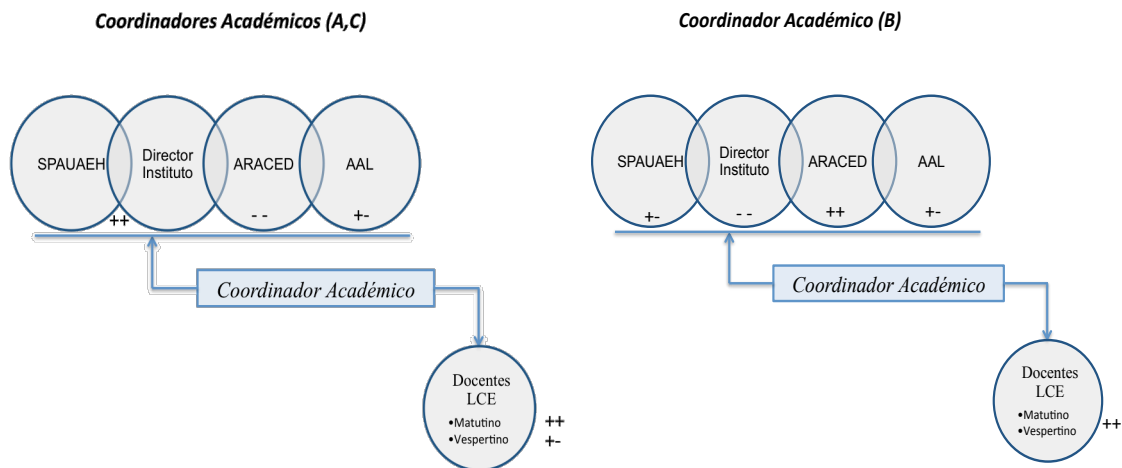 Coordinadores Académicos (A,C)
SPAUAEH
Director
Instituto
ARACED
AAL
++
- -
+-
Coordinador Académico
Docentes
LCE
•Matutino
•Vespertino
++
+-
Coordinador Académico (B)
SPAUAEH
Director
Instituto
ARACED
AAL
+-
- -
++
+-
Coordinador Académico
Docentes
LCE
•Matutino
•Vespertino
++